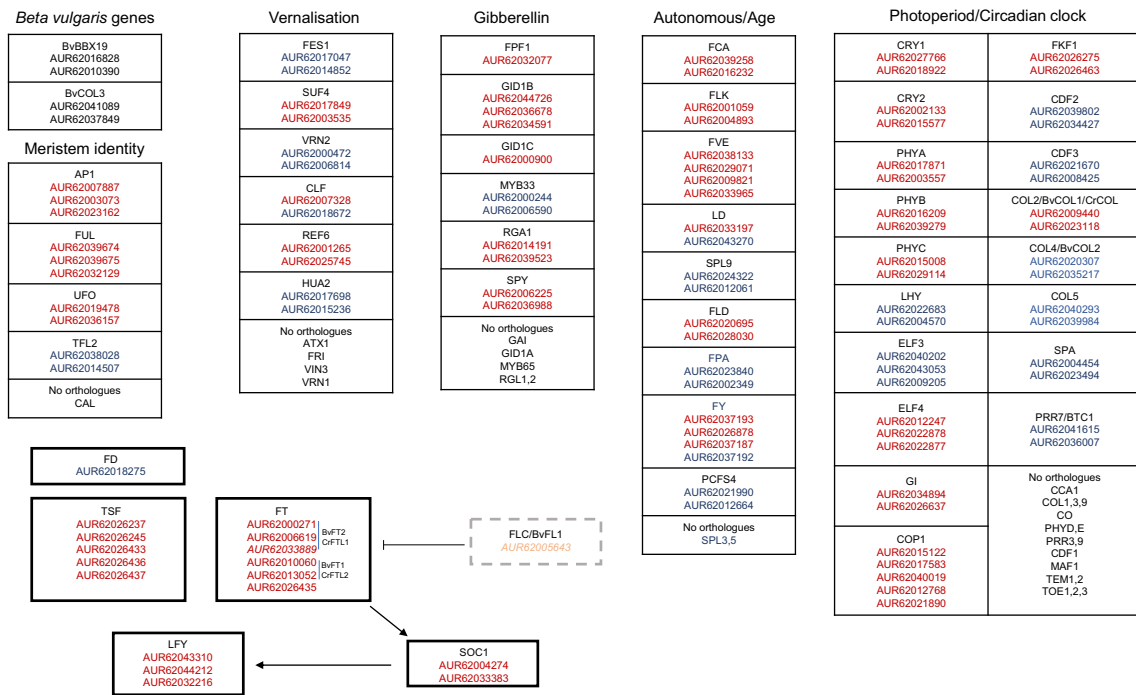 Beta vulgaris genes
BvBBX19
AUR62016828
AUR62010390
BvCOL3
AUR62041089
AUR62037849
Meristem identity
AP1
AUR62007887
AUR62003073
AUR62023162
FUL
AUR62039674
AUR62039675
AUR62032129
UFO
AUR62019478
AUR62036157
TFL2
AUR62038028
AUR62014507
No orthologues
CAL
Vernalisation
FES1
AUR62017047
AUR62014852
SUF4
AUR62017849
AUR62003535
VRN2
AUR62000472
AUR62006814
CLF
AUR62007328
AUR62018672
REF6
AUR62001265
AUR62025745
HUA2
AUR62017698
AUR62015236
No orthologues
ATX1
FRI
VIN3
VRN1
Gibberellin
FPF1
AUR62032077
GID1B
AUR62044726
AUR62036678
AUR62034591
GID1C
AUR62000900
MYB33
AUR62000244
AUR62006590
RGA1
AUR62014191
AUR62039523
SPY
AUR62006225
AUR62036988
No orthologues
GAI
GID1A
MYB65
RGL1,2
Autonomous/Age
FCA
AUR62039258
AUR62016232
FLK
AUR62001059
AUR62004893
FVE
AUR62038133
AUR62029071
AUR62009821
AUR62033965
LD
AUR62033197
AUR62043270
SPL9
AUR62024322
AUR62012061
FLD
AUR62020695
AUR62028030
FPA
AUR62023840
AUR62002349
FY
AUR62037193
AUR62026878
AUR62037187
AUR62037192
PCFS4
AUR62021990
AUR62012664
No orthologues
SPL3,5
Photoperiod/Circadian clock
CRY1
AUR62027766
AUR62018922
CRY2
AUR62002133
AUR62015577
PHYA
AUR62017871
AUR62003557
PHYB
AUR62016209
AUR62039279
PHYC
AUR62015008
AUR62029114
LHY
AUR62022683
AUR62004570
ELF3
AUR62040202
AUR62043053
AUR62009205
ELF4
AUR62012247
AUR62022878
AUR62022877
GI
AUR62034894
AUR62026637
COP1
AUR62015122
AUR62017583
AUR62040019
AUR62012768
AUR62021890
FKF1
AUR62026275
AUR62026463
CDF2
AUR62039802
AUR62034427
CDF3
AUR62021670
AUR62008425
COL2/BvCOL1/CrCOL
AUR62009440
AUR62023118
COL4/BvCOL2
AUR62020307
AUR62035217
COL5
AUR62040293
AUR62039984
SPA
AUR62004454
AUR62023494
PRR7/BTC1
AUR62041615
AUR62036007
No orthologues
CCA1
COL1,3,9
CO
PHYD,E
PRR3,9
CDF1
MAF1
TEM1,2
TOE1,2,3
FD
AUR62018275
TSF
AUR62026237
AUR62026245
AUR62026433
AUR62026436
AUR62026437
FT
AUR62000271
AUR62006619
AUR62033889
AUR62010060
AUR62013052
AUR62026435
BvFT2
CrFTL1
BvFT1
CrFTL2
FLC/BvFL1
AUR62005643
LFY
AUR62043310
AUR62044212
AUR62032216
SOC1
AUR62004274
AUR62033383